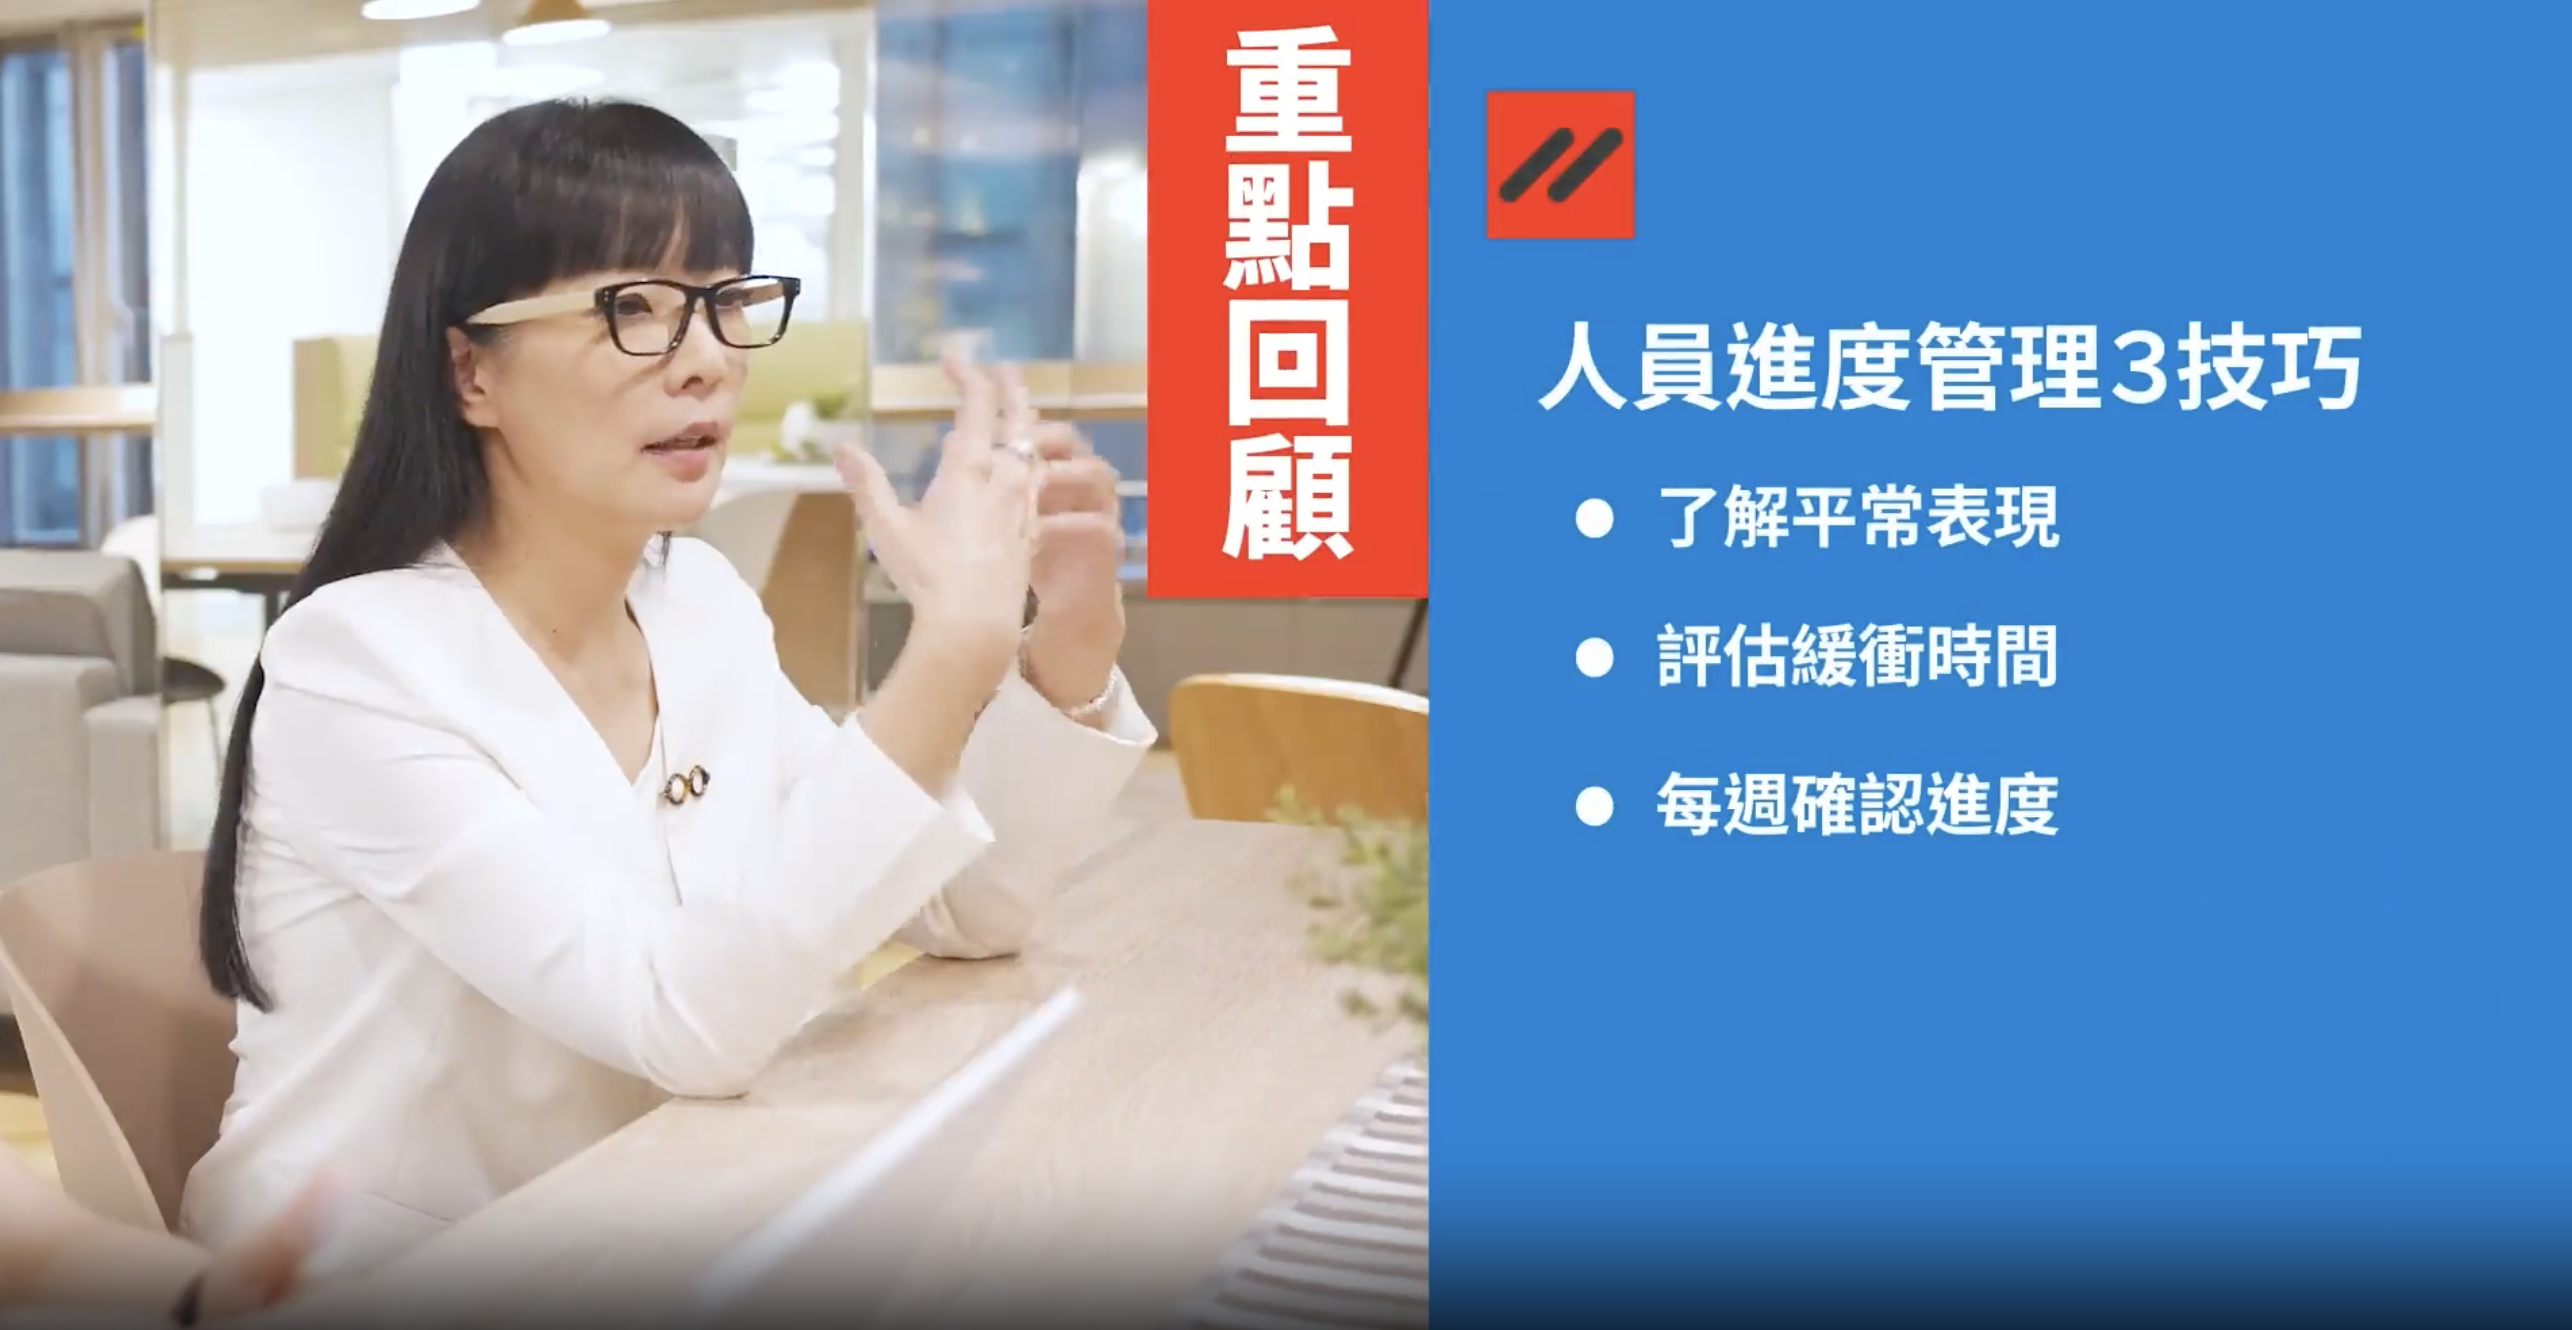 重點回顧
人員進度管理3技巧
● 了解平常表現
● 評估緩衝時間
● 每週確認進度